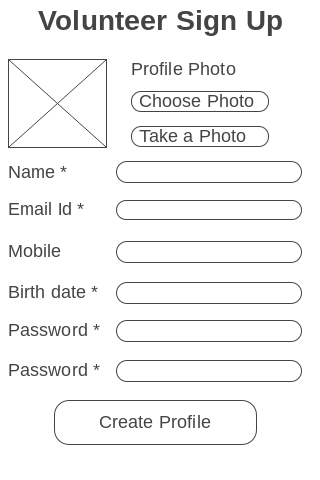 Volunteer Sign Up
Profile Photo
Choose Photo
Take a Photo
Name *
Email Id *
Mobile
Birth date *
Password *
Password *
Create Profile